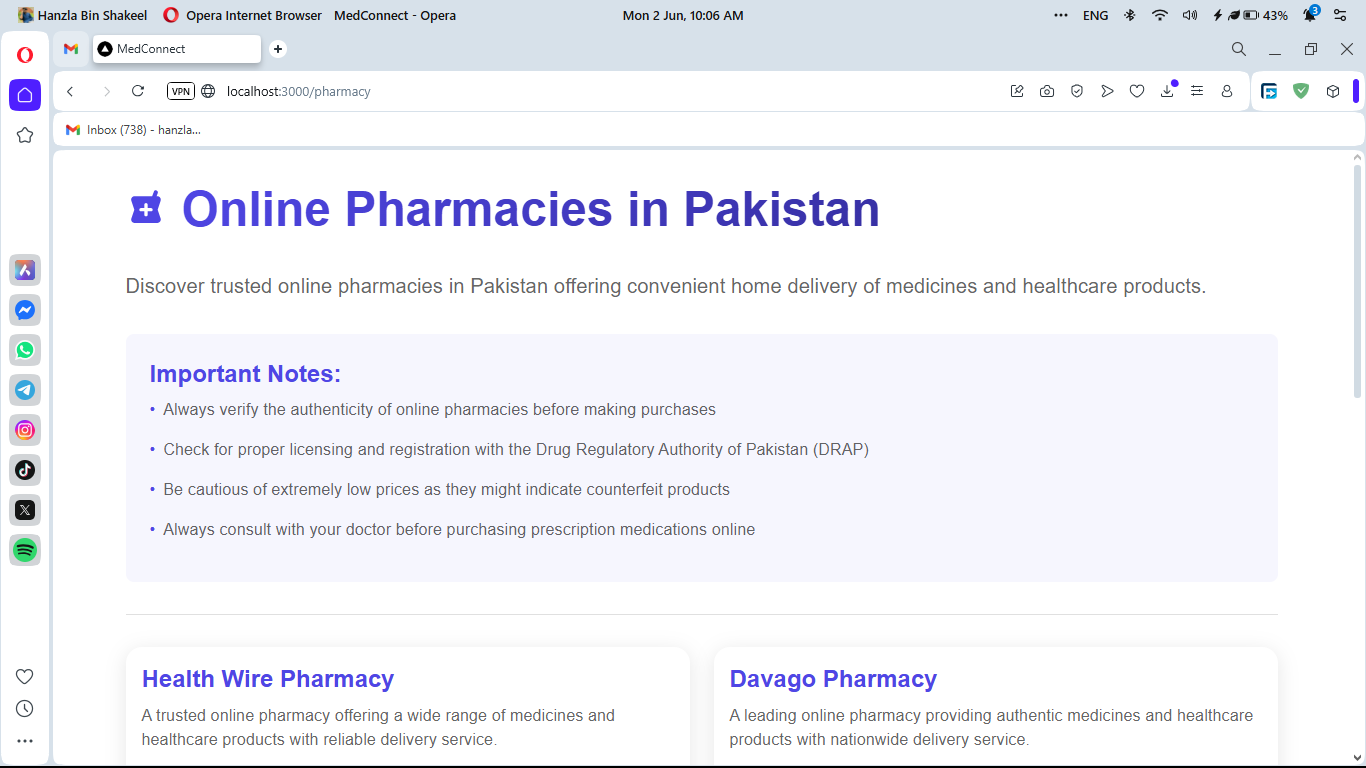 Hanzla Bin Shakeel Opera Internet Browser MedConnect - Opera Mon 2 Jun, 10:06 AM ENG 43% 3
MedConnect
VPN localhost:3000/pharmacy
Inbox (738) - hanzla...
Online Pharmacies in Pakistan
Discover trusted online pharmacies in Pakistan offering convenient home delivery of medicines and healthcare products.
Important Notes:
• Always verify the authenticity of online pharmacies before making purchases
• Check for proper licensing and registration with the Drug Regulatory Authority of Pakistan (DRAP)
• Be cautious of extremely low prices as they might indicate counterfeit products
• Always consult with your doctor before purchasing prescription medications online
Health Wire Pharmacy
A trusted online pharmacy offering a wide range of medicines and
healthcare products with reliable delivery service.
Davago Pharmacy
A leading online pharmacy providing authentic medicines and healthcare
products with nationwide delivery service.